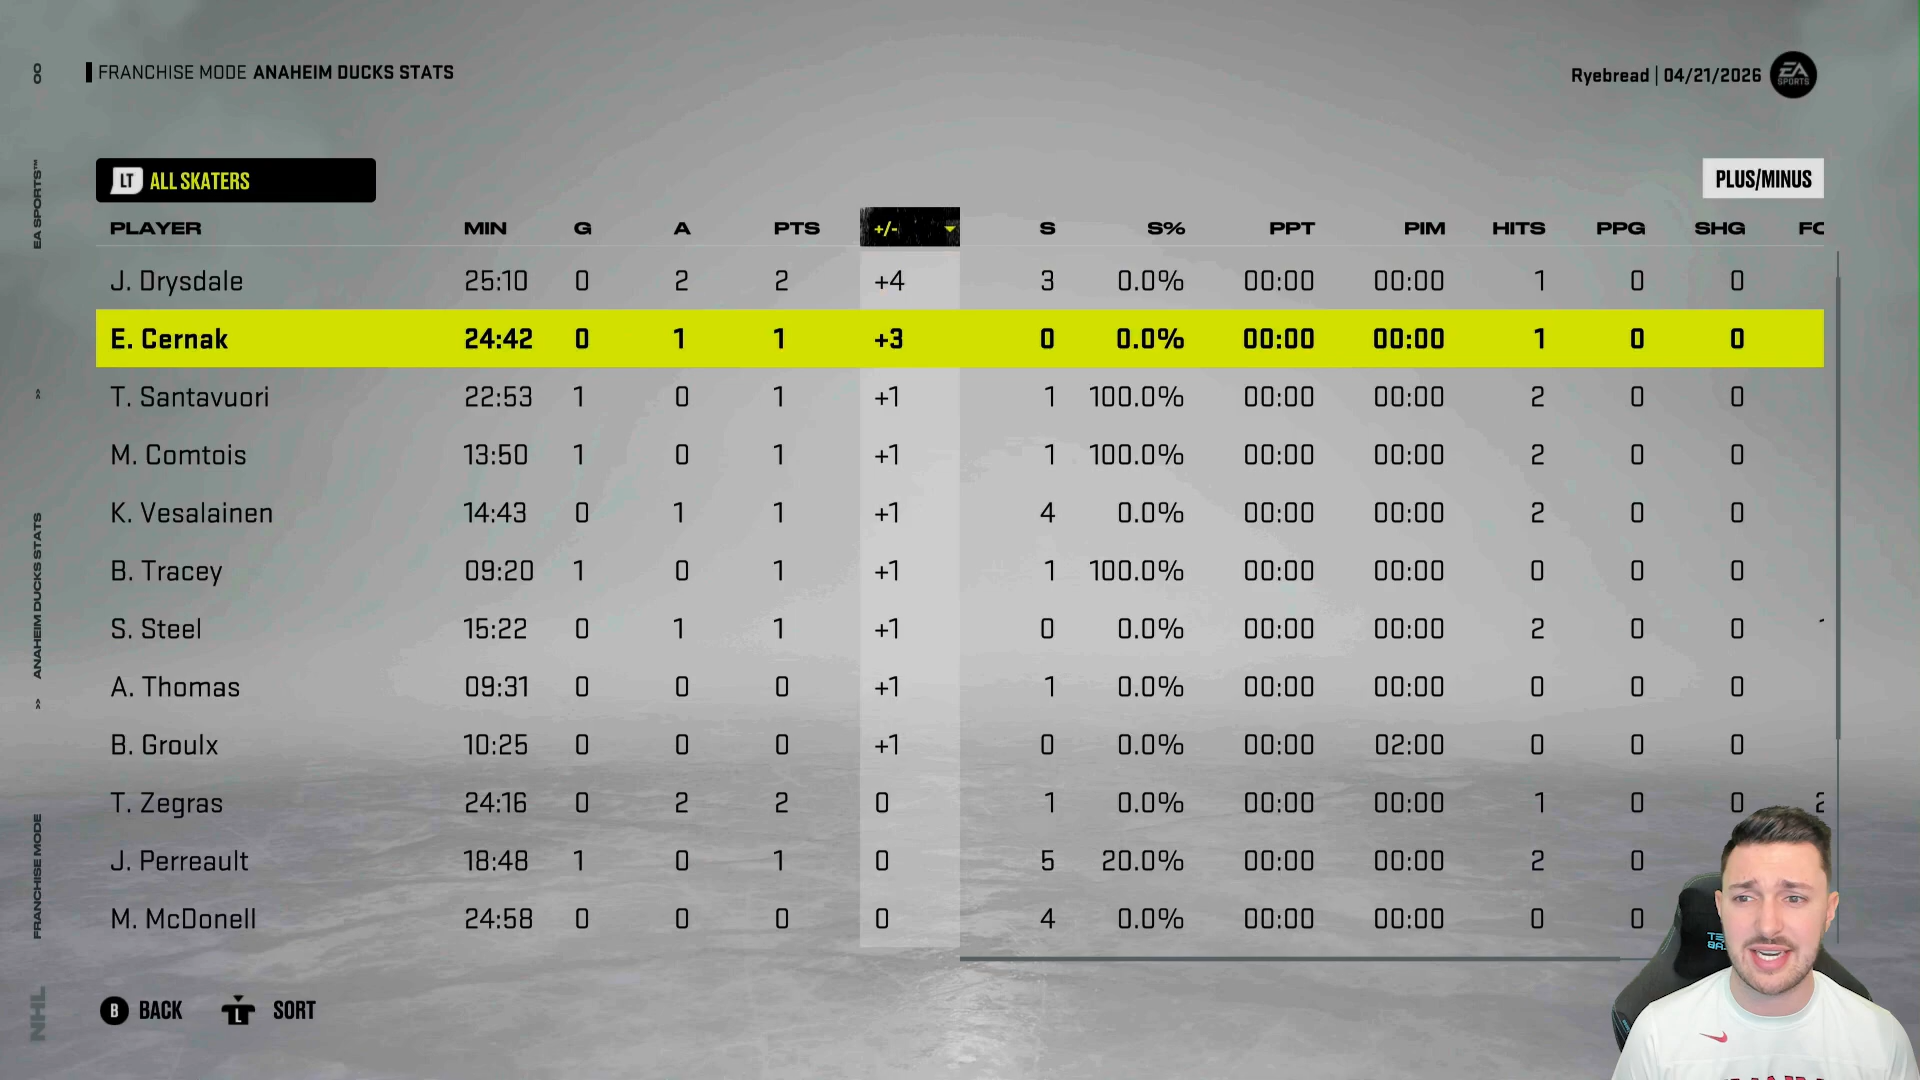 FRANCHISE MODE ANAHEIM DUCKS STATS
Ryebread | 04/21/2026
EA SPORTS
LT ALL SKATERS
PLUS/MINUS
PLAYER MIN G A PTS +/- S S% PPT PIM HITS PPG SHG
J. Drysdale 25:10 0 2 2 +4 3 0.0% 00:00 00:00 1 0 0
E. Cernak 24:42 0 1 1 +3 0 0.0% 00:00 00:00 1 0 0
T. Santavuori 22:53 1 0 1 +1 1 100.0% 00:00 00:00 2 0 0
M. Comtois 13:50 1 0 1 +1 1 100.0% 00:00 00:00 2 0 0
K. Vesalainen 14:43 0 1 1 +1 4 0.0% 00:00 00:00 2 0 0
B. Tracey 09:20 1 0 1 +1 1 100.0% 00:00 00:00 0 0 0
S. Steel 15:22 0 1 1 +1 0 0.0% 00:00 00:00 2 0 0
A. Thomas 09:31 0 0 0 +1 1 0.0% 00:00 00:00 0 0 0
B. Groulx 10:25 0 0 0 +1 0 0.0% 00:00 02:00 0 0 0
T. Zegras 24:16 0 2 2 0 1 0.0% 00:00 00:00 1 0 0 2
J. Perreault 18:48 1 0 1 0 5 20.0% 00:00 00:00 2 0
M. McDonell 24:58 0 0 0 0 4 0.0% 00:00 00:00 0 0
B BACK L SORT
NHL FRANCHISE MODE >> ANAHEIM DUCKS STATS >> EA SPORTS™